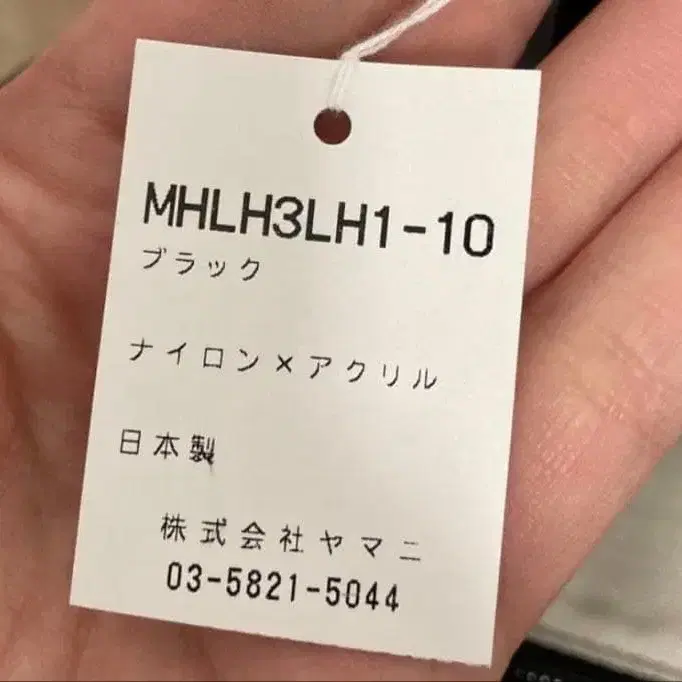 MHLH3LH1-10
ブラック
ナイロン×アクリル
日本製
株式会社ヤマニ
03-5821-5044